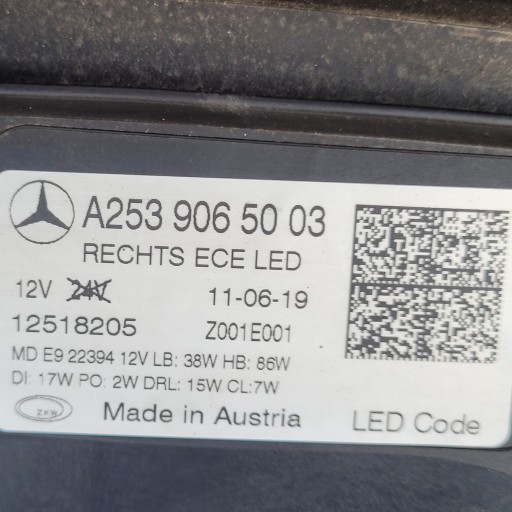 A253 906 50 03
RECHTS ECE LED
12V 24V 11-06-19
12518205 Z001E001
MD E9 22394 12V LB: 38W HB: 86W
DI: 17W PO: 2W DRL: 15W CL:7W
ZKW Made in Austria LED Code